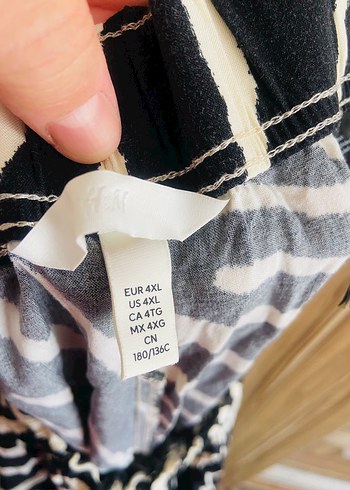 H&M
EUR 4XL
US 4XL
CA 4TG
MX 4XG
CN
180/136C